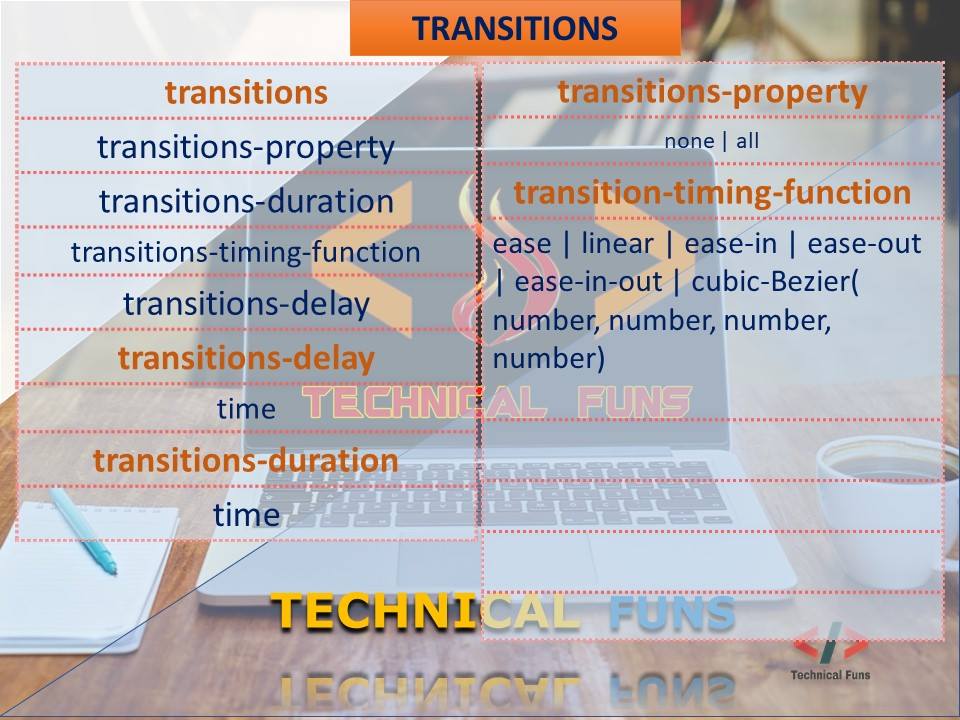 TRANSITIONS
transitions
transitions-property
transitions-duration
transitions-timing-function
transitions-delay
transitions-delay
time
transitions-duration
time
transitions-property
none | all
transition-timing-function
ease | linear | ease-in | ease-out
| ease-in-out | cubic-Bezier(
number, number, number,
number)
TECHNICAL FUNS
TECHNICAL FUNS
Technical Funs